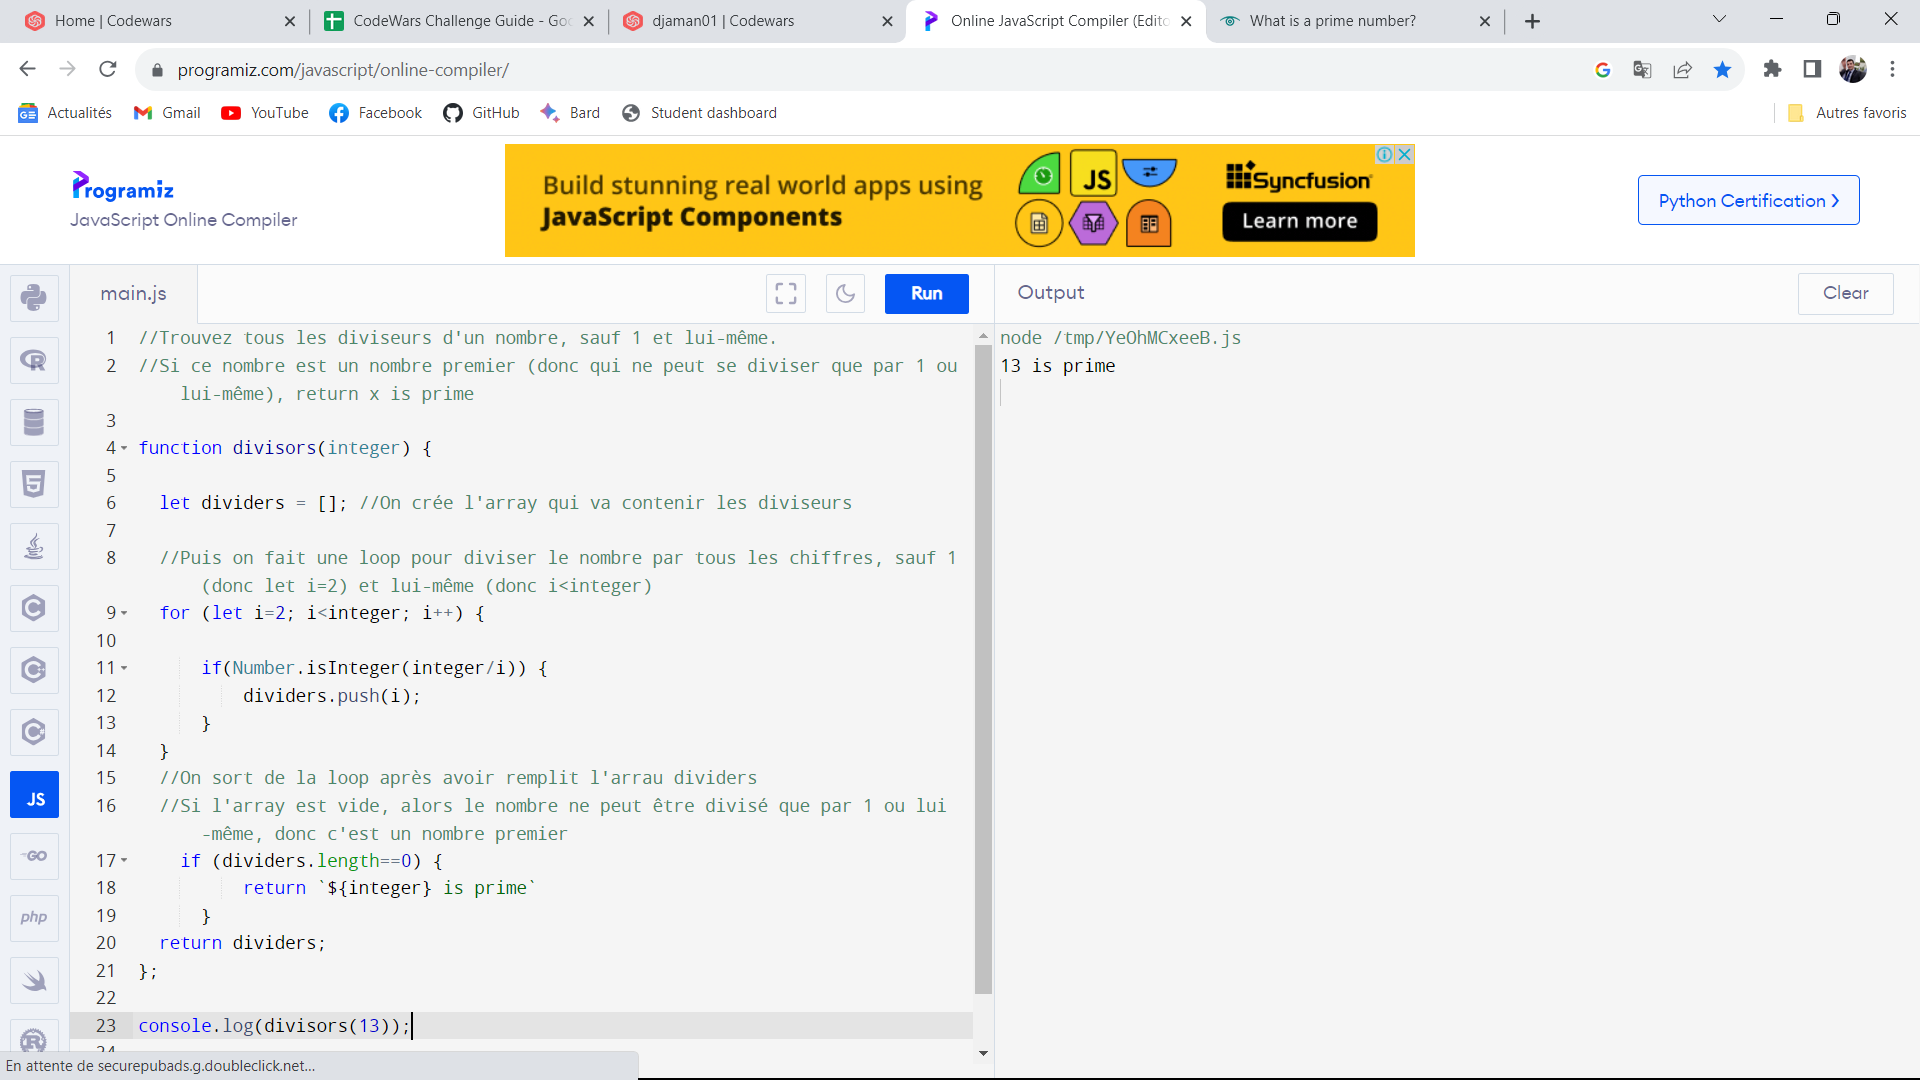 Home | Codewars
CodeWars Challenge Guide - Goo
djaman01 | Codewars
Online JavaScript Compiler (Edito
What is a prime number?
programiz.com/javascript/online-compiler/
Actualités
Gmail
YouTube
Facebook
GitHub
Bard
Student dashboard
Autres favoris
Programiz
JavaScript Online Compiler
Build stunning real world apps using
JavaScript Components
JS
Syncfusion
Learn more
Python Certification
main.js
Run
Output
Clear
1 //Trouvez tous les diviseurs d'un nombre, sauf 1 et lui-même.
2 //Si ce nombre est un nombre premier (donc qui ne peut se diviser que par 1 ou
lui-même), return x is prime
3
4 function divisors(integer) {
5
6 let dividers = []; //On crée l'array qui va contenir les diviseurs
7
8 //Puis on fait une loop pour diviser le nombre par tous les chiffres, sauf 1
(donc let i=2) et lui-même (donc i<integer)
9 for (let i=2; i<integer; i++) {
10
11 if(Number.isInteger(integer/i)) {
12 dividers.push(i);
13 }
14 }
15 //On sort de la loop après avoir remplit l'arrau dividers
16 //Si l'array est vide, alors le nombre ne peut être divisé que par 1 ou lui
-même, donc c'est un nombre premier
17 if (dividers.length==0) {
18 return `${integer} is prime`
19 }
20 return dividers;
21 };
22
23 console.log(divisors(13));
24
node /tmp/YeOhMCxeeB.js
13 is prime
JS
GO
php
En attente de securepubads.g.doubleclick.net...